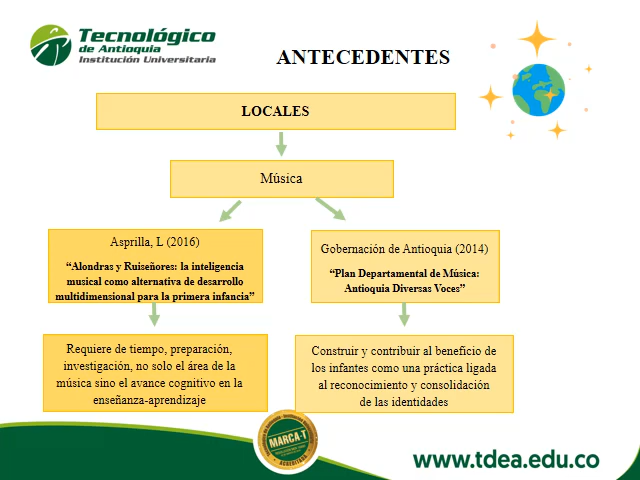 Tecnológico
de Antioquia
Institución Universitaria
ANTECEDENTES
LOCALES
Música
Asprilla, L (2016)
“Alondras y Ruiseñores: la inteligencia
musical como alternativa de desarrollo
multidimensional para la primera infancia”
Gobernación de Antioquia (2014)
“Plan Departamental de Música:
Antioquia Diversas Voces”
Requiere de tiempo, preparación,
investigación, no solo el área de la
música sino el avance cognitivo en la
enseñanza-aprendizaje
Construir y contribuir al beneficio de
los infantes como una práctica ligada
al reconocimiento y consolidación
de las identidades
MARCA-T
ACREDITADOS
www.tdea.edu.co